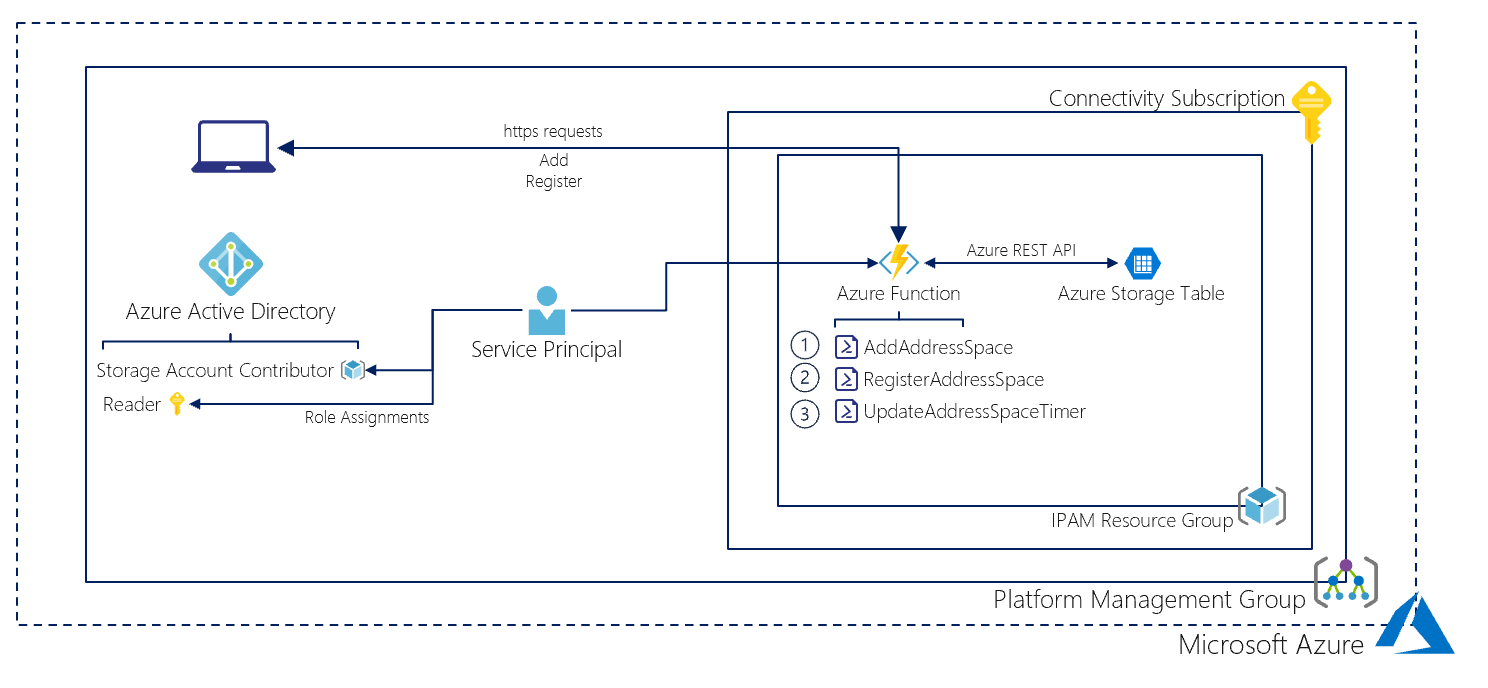 Connectivity Subscription
https requests
Add
Register
Azure REST API
Azure Function
Azure Storage Table
Azure Active Directory
Service Principal
1 AddAddressSpace
Storage Account Contributor
2 RegisterAddressSpace
Reader
3 UpdateAddressSpaceTimer
Role Assignments
IPAM Resource Group
Platform Management Group
Microsoft Azure